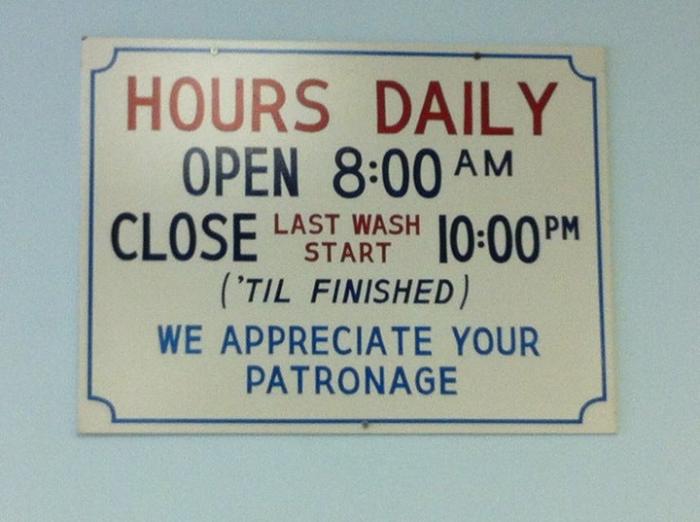 HOURS DAILY
OPEN 8:00 AM
CLOSE LAST WASH START 10:00 PM
('TIL FINISHED)
WE APPRECIATE YOUR
PATRONAGE